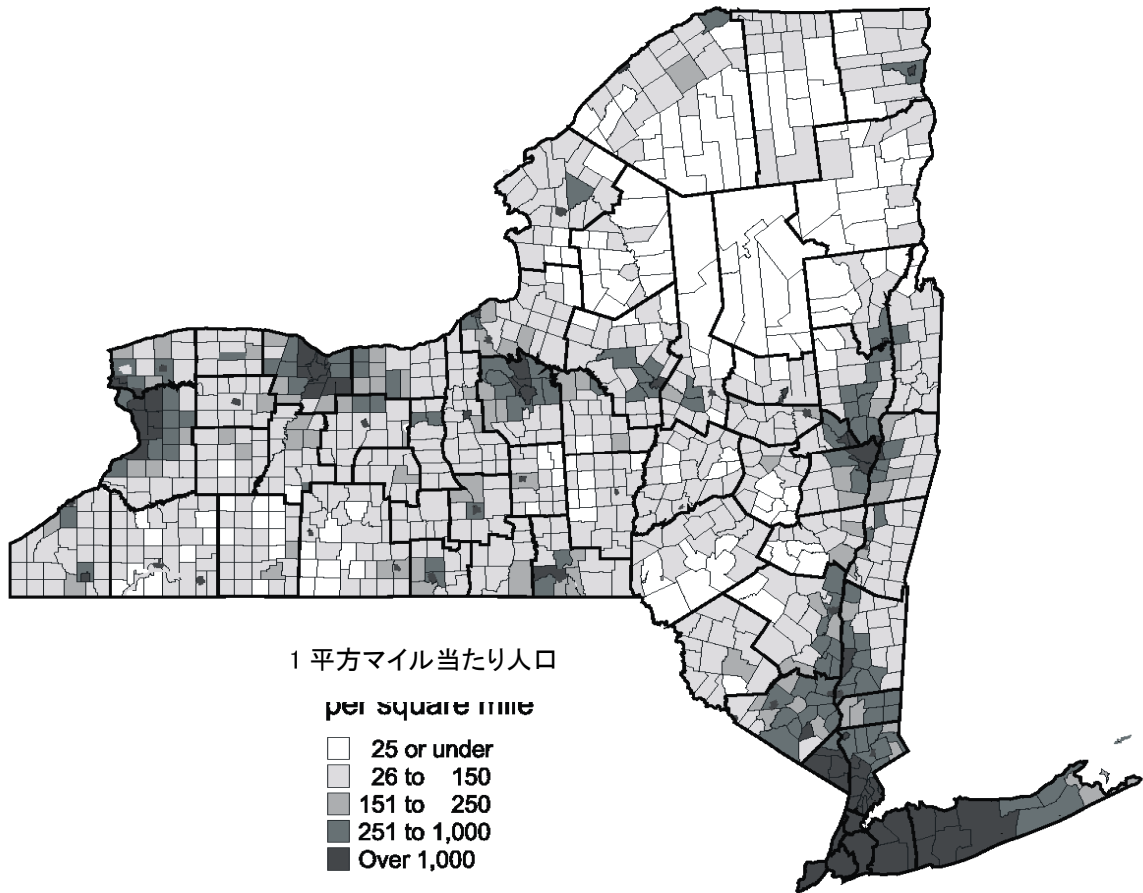 1 平方マイル当たり人口
per square mile
25 or under
26 to 150
151 to 250
251 to 1,000
Over 1,000